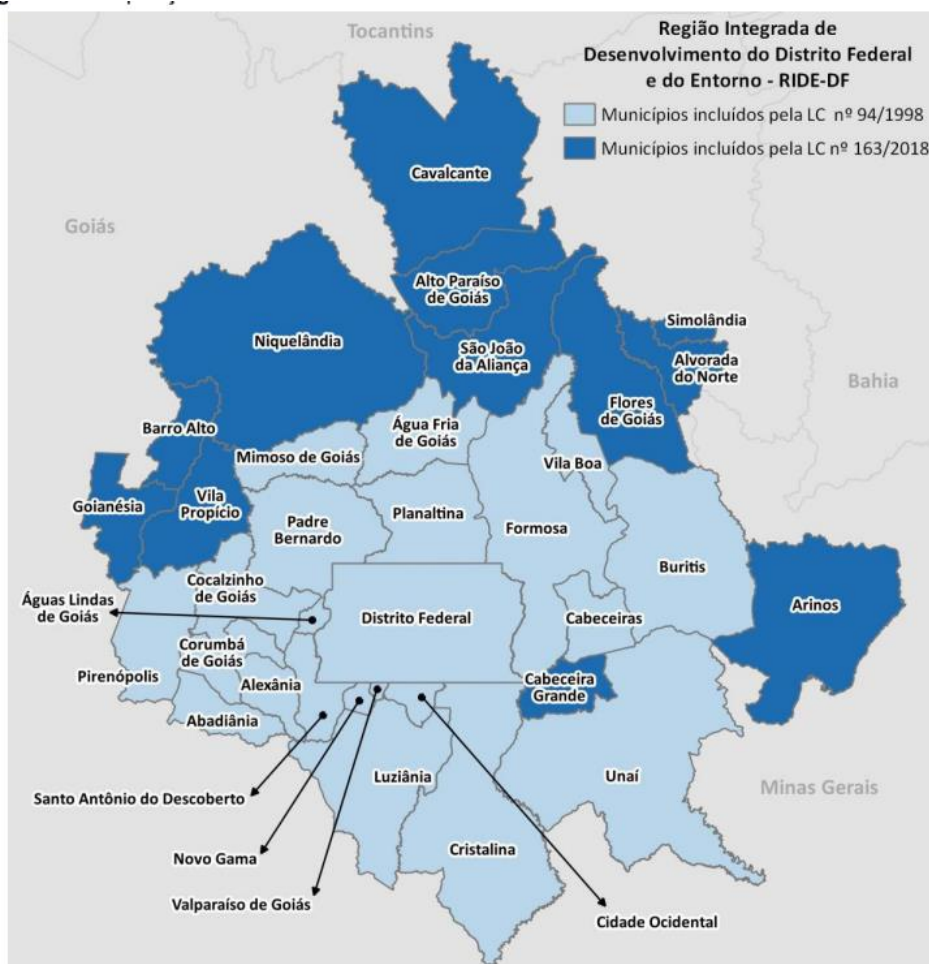 Tocantins
Região Integrada de
Desenvolvimento do Distrito Federal
e do Entorno - RIDE-DF
Municípios incluídos pela LC nº 94/1998
Municípios incluídos pela LC nº 163/2018
Cavalcante
Goiás
Alto Paraíso
de Goiás
Simolândia
Niquelândia
São João
da Aliança
Alvorada
do Norte
Bahia
Flores
de Goiás
Barro Alto
Água Fria
de Goiás
Mimoso de Goiás
Vila Boa
Goianésia
Vila
Propício
Padre
Bernardo
Planaltina
Formosa
Buritis
Cocalzinho
de Goiás
Águas Lindas
de Goiás
Distrito Federal
Cabeceiras
Arinos
Corumbá
de Goiás
Pirenópolis
Alexânia
Cabeceira
Grande
Abadiânia
Luziânia
Unaí
Minas Gerais
Santo Antônio do Descoberto
Cristalina
Novo Gama
Valparaíso de Goiás
Cidade Ocidental